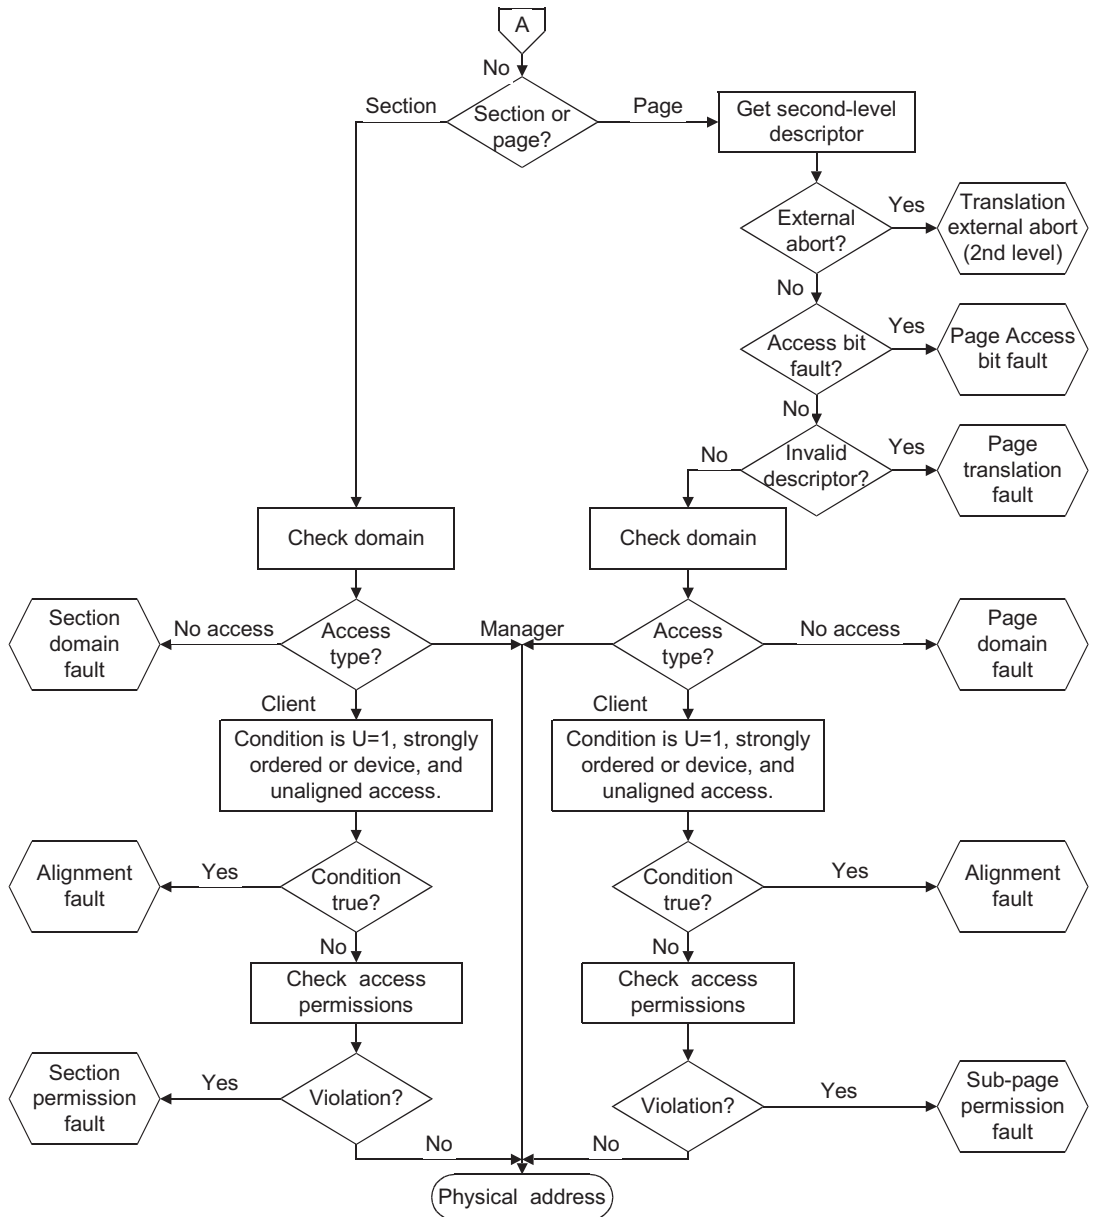 A
No
Section
Section or
page?
Page
Get second-level
descriptor
External
abort?
Yes
Translation
external abort
(2nd level)
No
Access bit
fault?
Yes
Page Access
bit fault
No
Invalid
descriptor?
No
Yes
Page
translation
fault
Check domain
Check domain
Section
domain
fault
No access
Access
type?
Manager
Access
type?
No access
Page
domain
fault
Client
Client
Condition is U=1, strongly
ordered or device, and
unaligned access.
Condition is U=1, strongly
ordered or device, and
unaligned access.
Alignment
fault
Yes
Condition
true?
Condition
true?
Yes
Alignment
fault
No
No
Check access
permissions
Check access
permissions
Section
permission
fault
Yes
Violation?
Violation?
Yes
Sub-page
permission
fault
No
No
Physical address